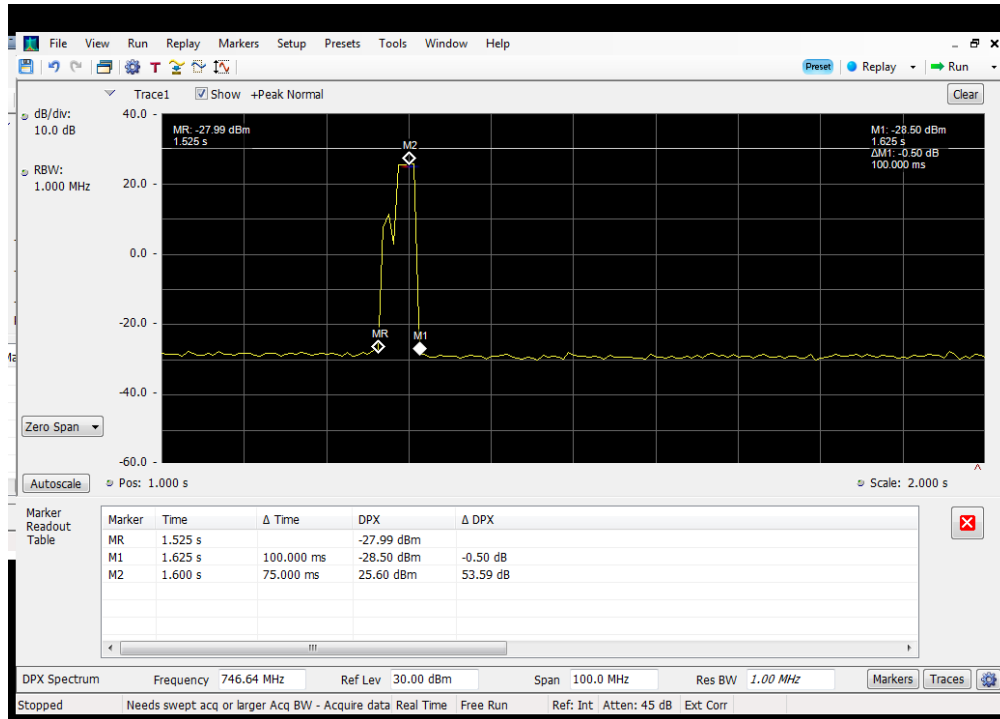 File View Run Replay Markers Setup Presets Tools Window Help
Preset Replay Run
Trace1 Show +Peak Normal Clear
dB/div:
10.0 dB
RBW:
1.000 MHz
40.0
20.0
0.0
-20.0
-40.0
-60.0
MR: -27.99 dBm
1.525 s
M1: -28.50 dBm
1.625 s
ΔM1: -0.50 dB
100.000 ms
M2
MR
M1
Zero Span
Autoscale Pos: 1.000 s Scale: 2.000 s
Marker
Readout
Table
Marker Time Δ Time DPX Δ DPX
MR 1.525 s -27.99 dBm
M1 1.625 s 100.000 ms -28.50 dBm -0.50 dB
M2 1.600 s 75.000 ms 25.60 dBm 53.59 dB
DPX Spectrum Frequency 746.64 MHz Ref Lev 30.00 dBm Span 100.0 MHz Res BW 1.00 MHz Markers Traces
Stopped Needs swept acq or larger Acq BW - Acquire data Real Time Free Run Ref: Int Atten: 45 dB Ext Corr